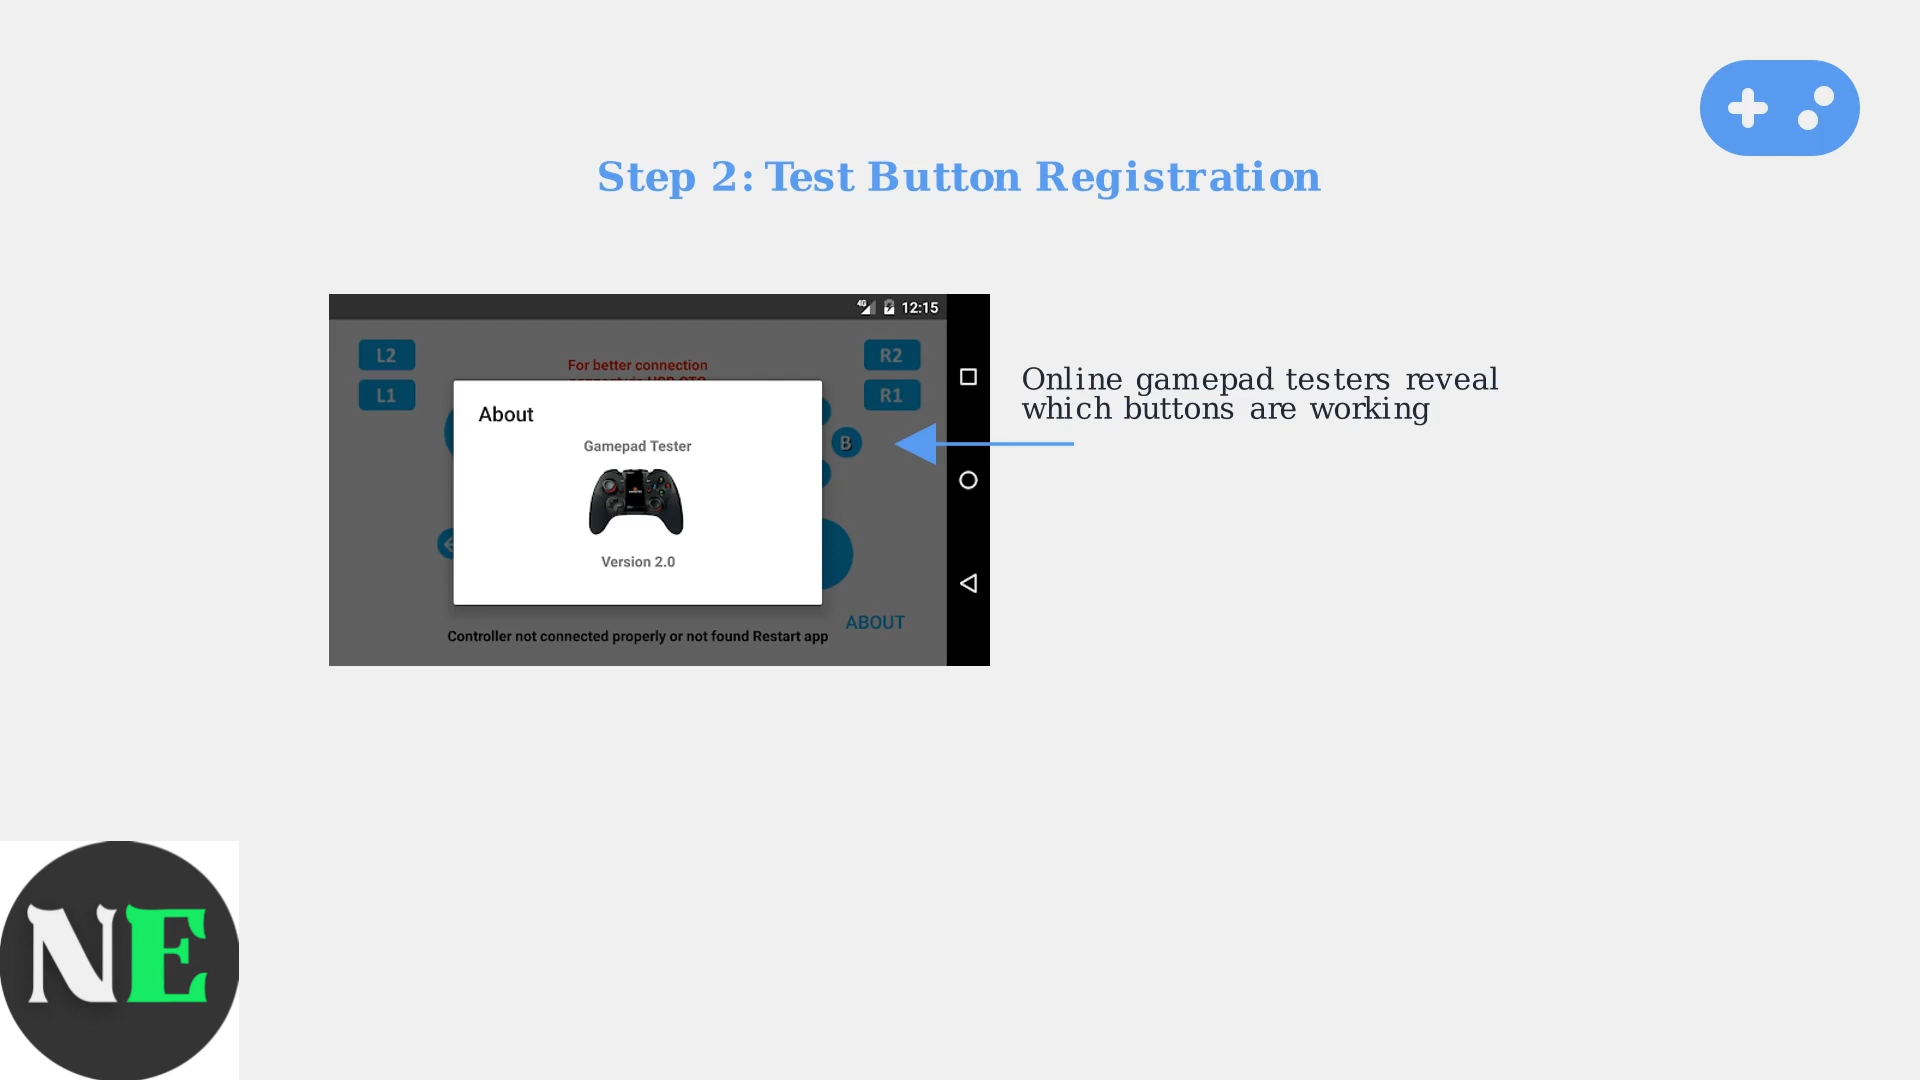 Step 2: Test Button Registration
4G 12:15
L2
For better connection
R2
L1
R1
Online gamepad testers reveal
which buttons are working
About
Gamepad Tester
B
Version 2.0
ABOUT
Controller not connected properly or not found Restart app
NE